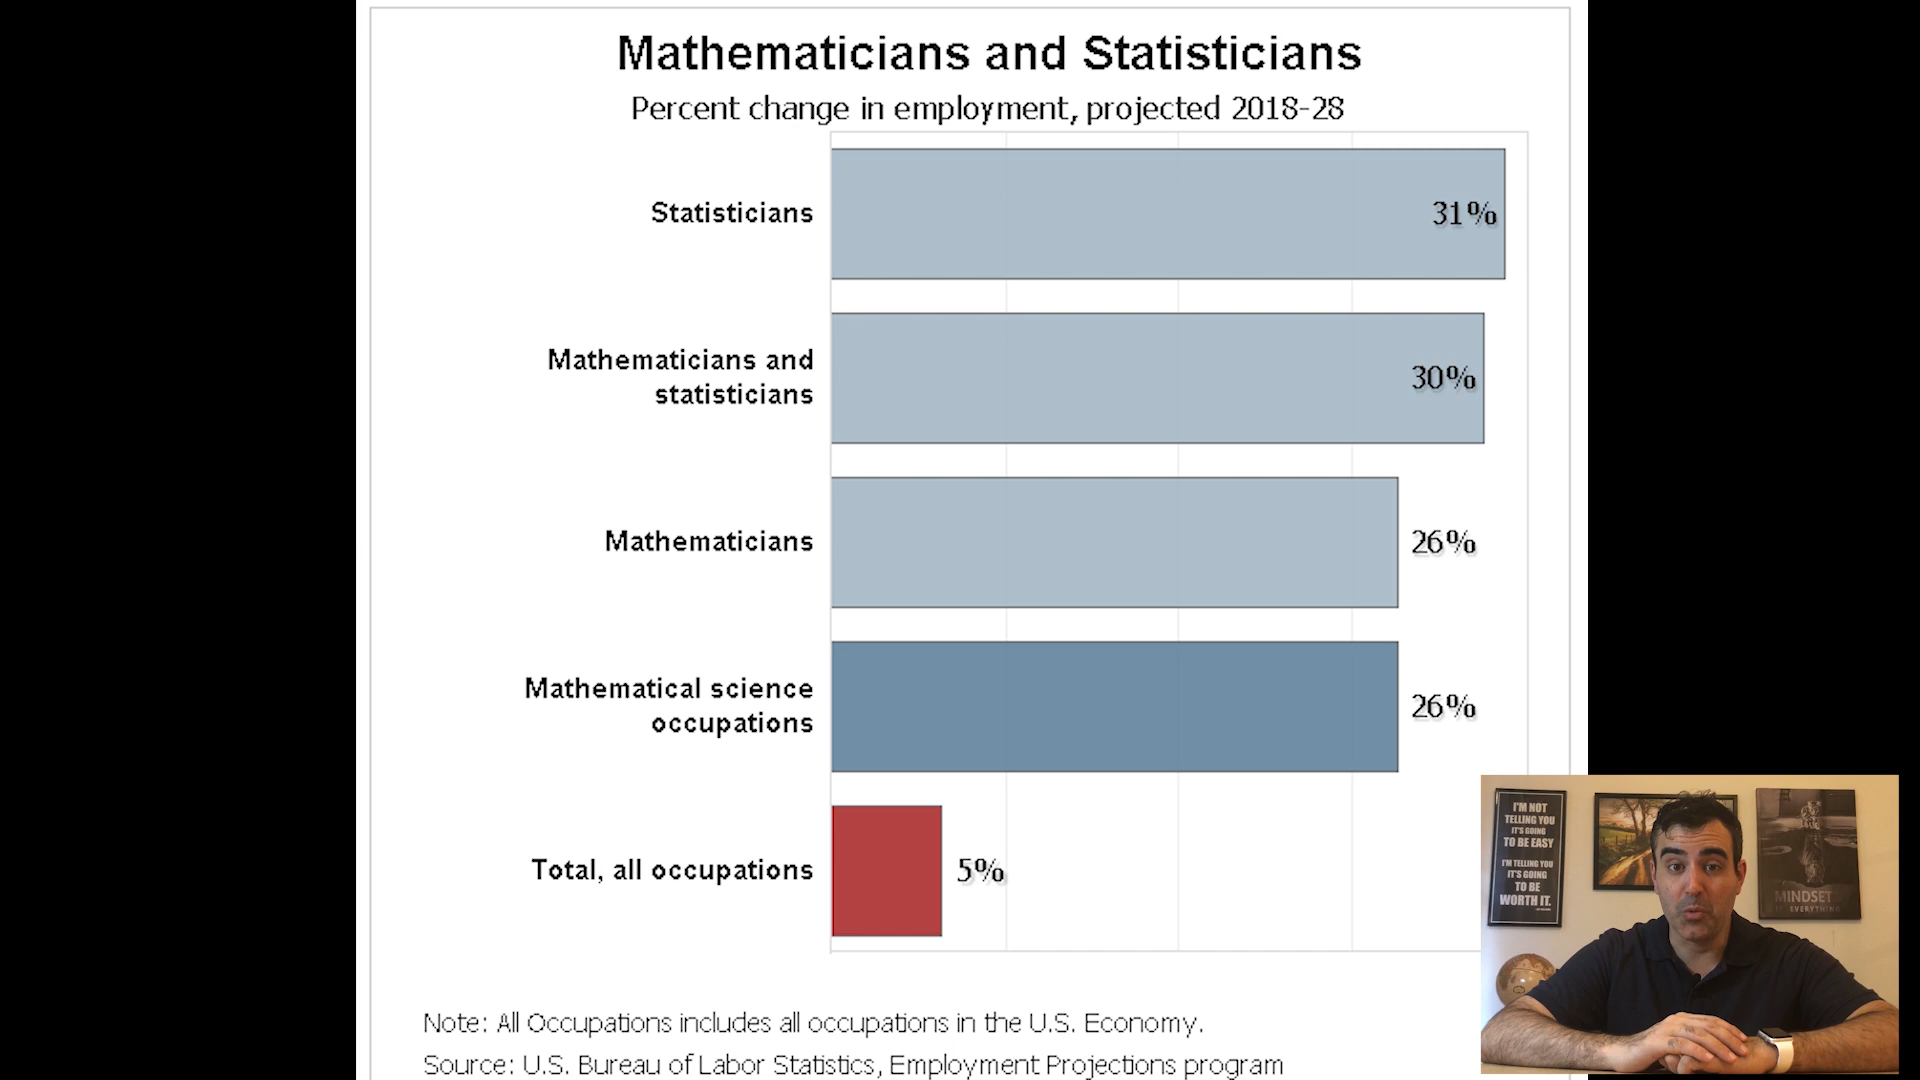 Mathematicians and Statisticians
Percent change in employment, projected 2018-28
Statisticians
31%
Mathematicians and
statisticians
30%
Mathematicians
26%
Mathematical science
occupations
26%
Total, all occupations
5%
Note: All Occupations includes all occupations in the U.S. Economy.
Source: U.S. Bureau of Labor Statistics, Employment Projections program
I'M NOT
TELLING YOU
IT'S GOING
TO BE EASY
I'M TELLING YOU
IT'S GOING
TO BE
WORTH IT.
MINDSET
IS EVERYTHING